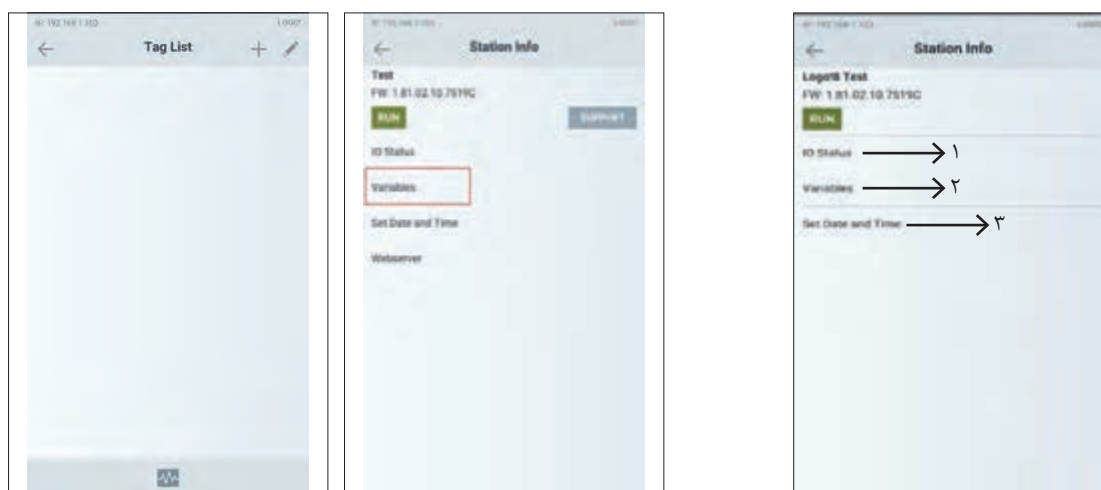 Tag List
Station Info
Test
FW: 1.81.02.10.7519C
RUN
SUPPORT
IO Status
Variables
Set Date and Time
Webserver
Station Info
Logo!8 Test
FW: 1.81.02.10.7519C
RUN
IO Status ۱
Variables ۲
Set Date and Time ۳